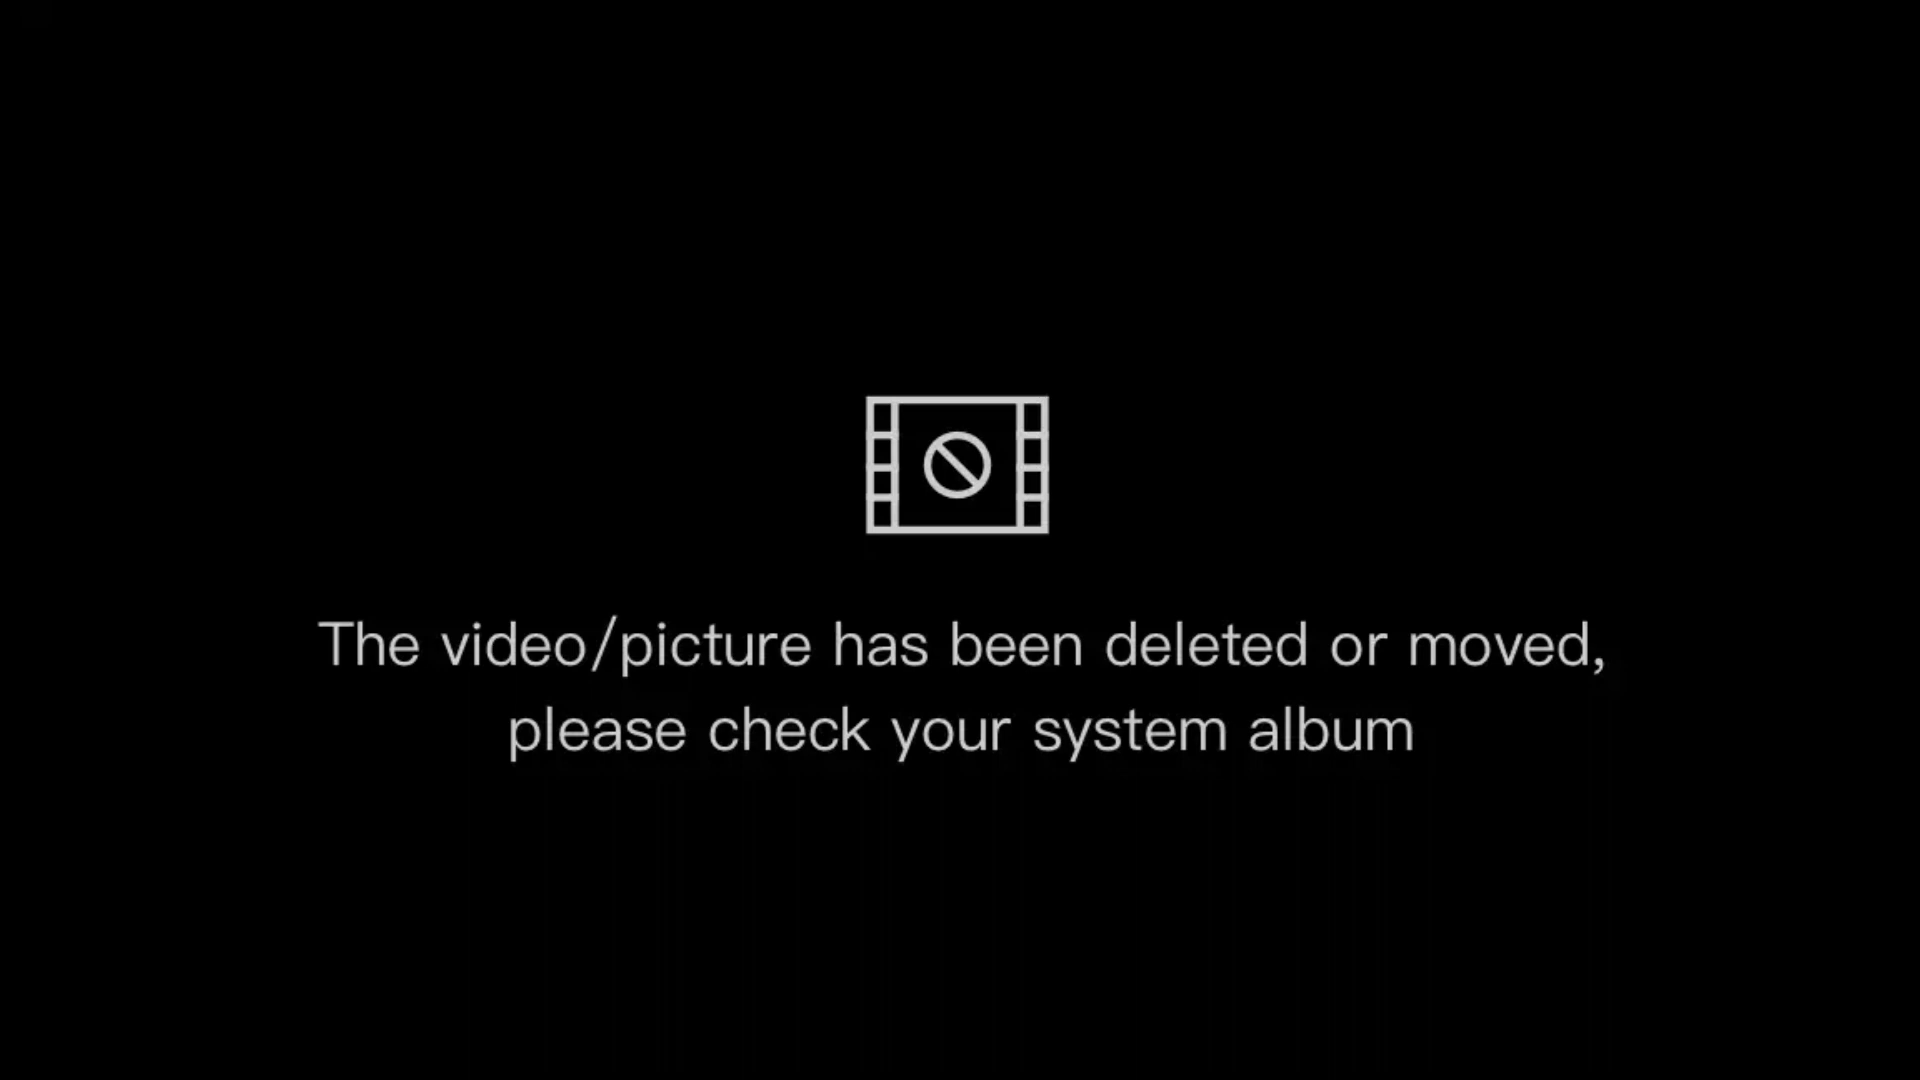 The video/picture has been deleted or moved,
please check your system album